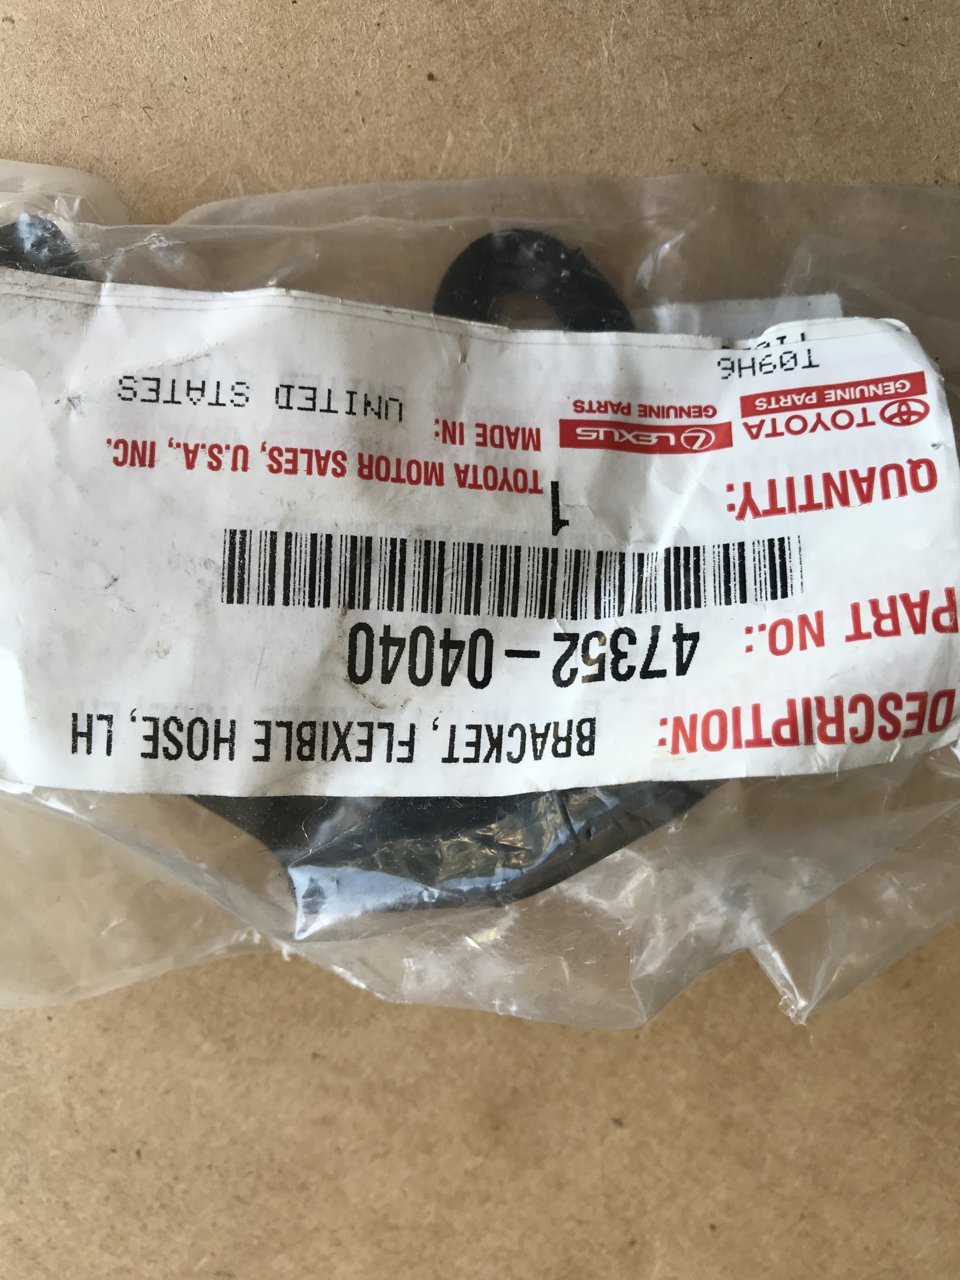 DESCRIPTION: BRACKET, FLEXIBLE HOSE, LH
PART NO.: 47352-04040
QUANTITY: 1
TOYOTA MOTOR SALES, U.S.A., INC.
TOYOTA
GENUINE PARTS
LEXUS
GENUINE PARTS
MADE IN: UNITED STATES
T09H6